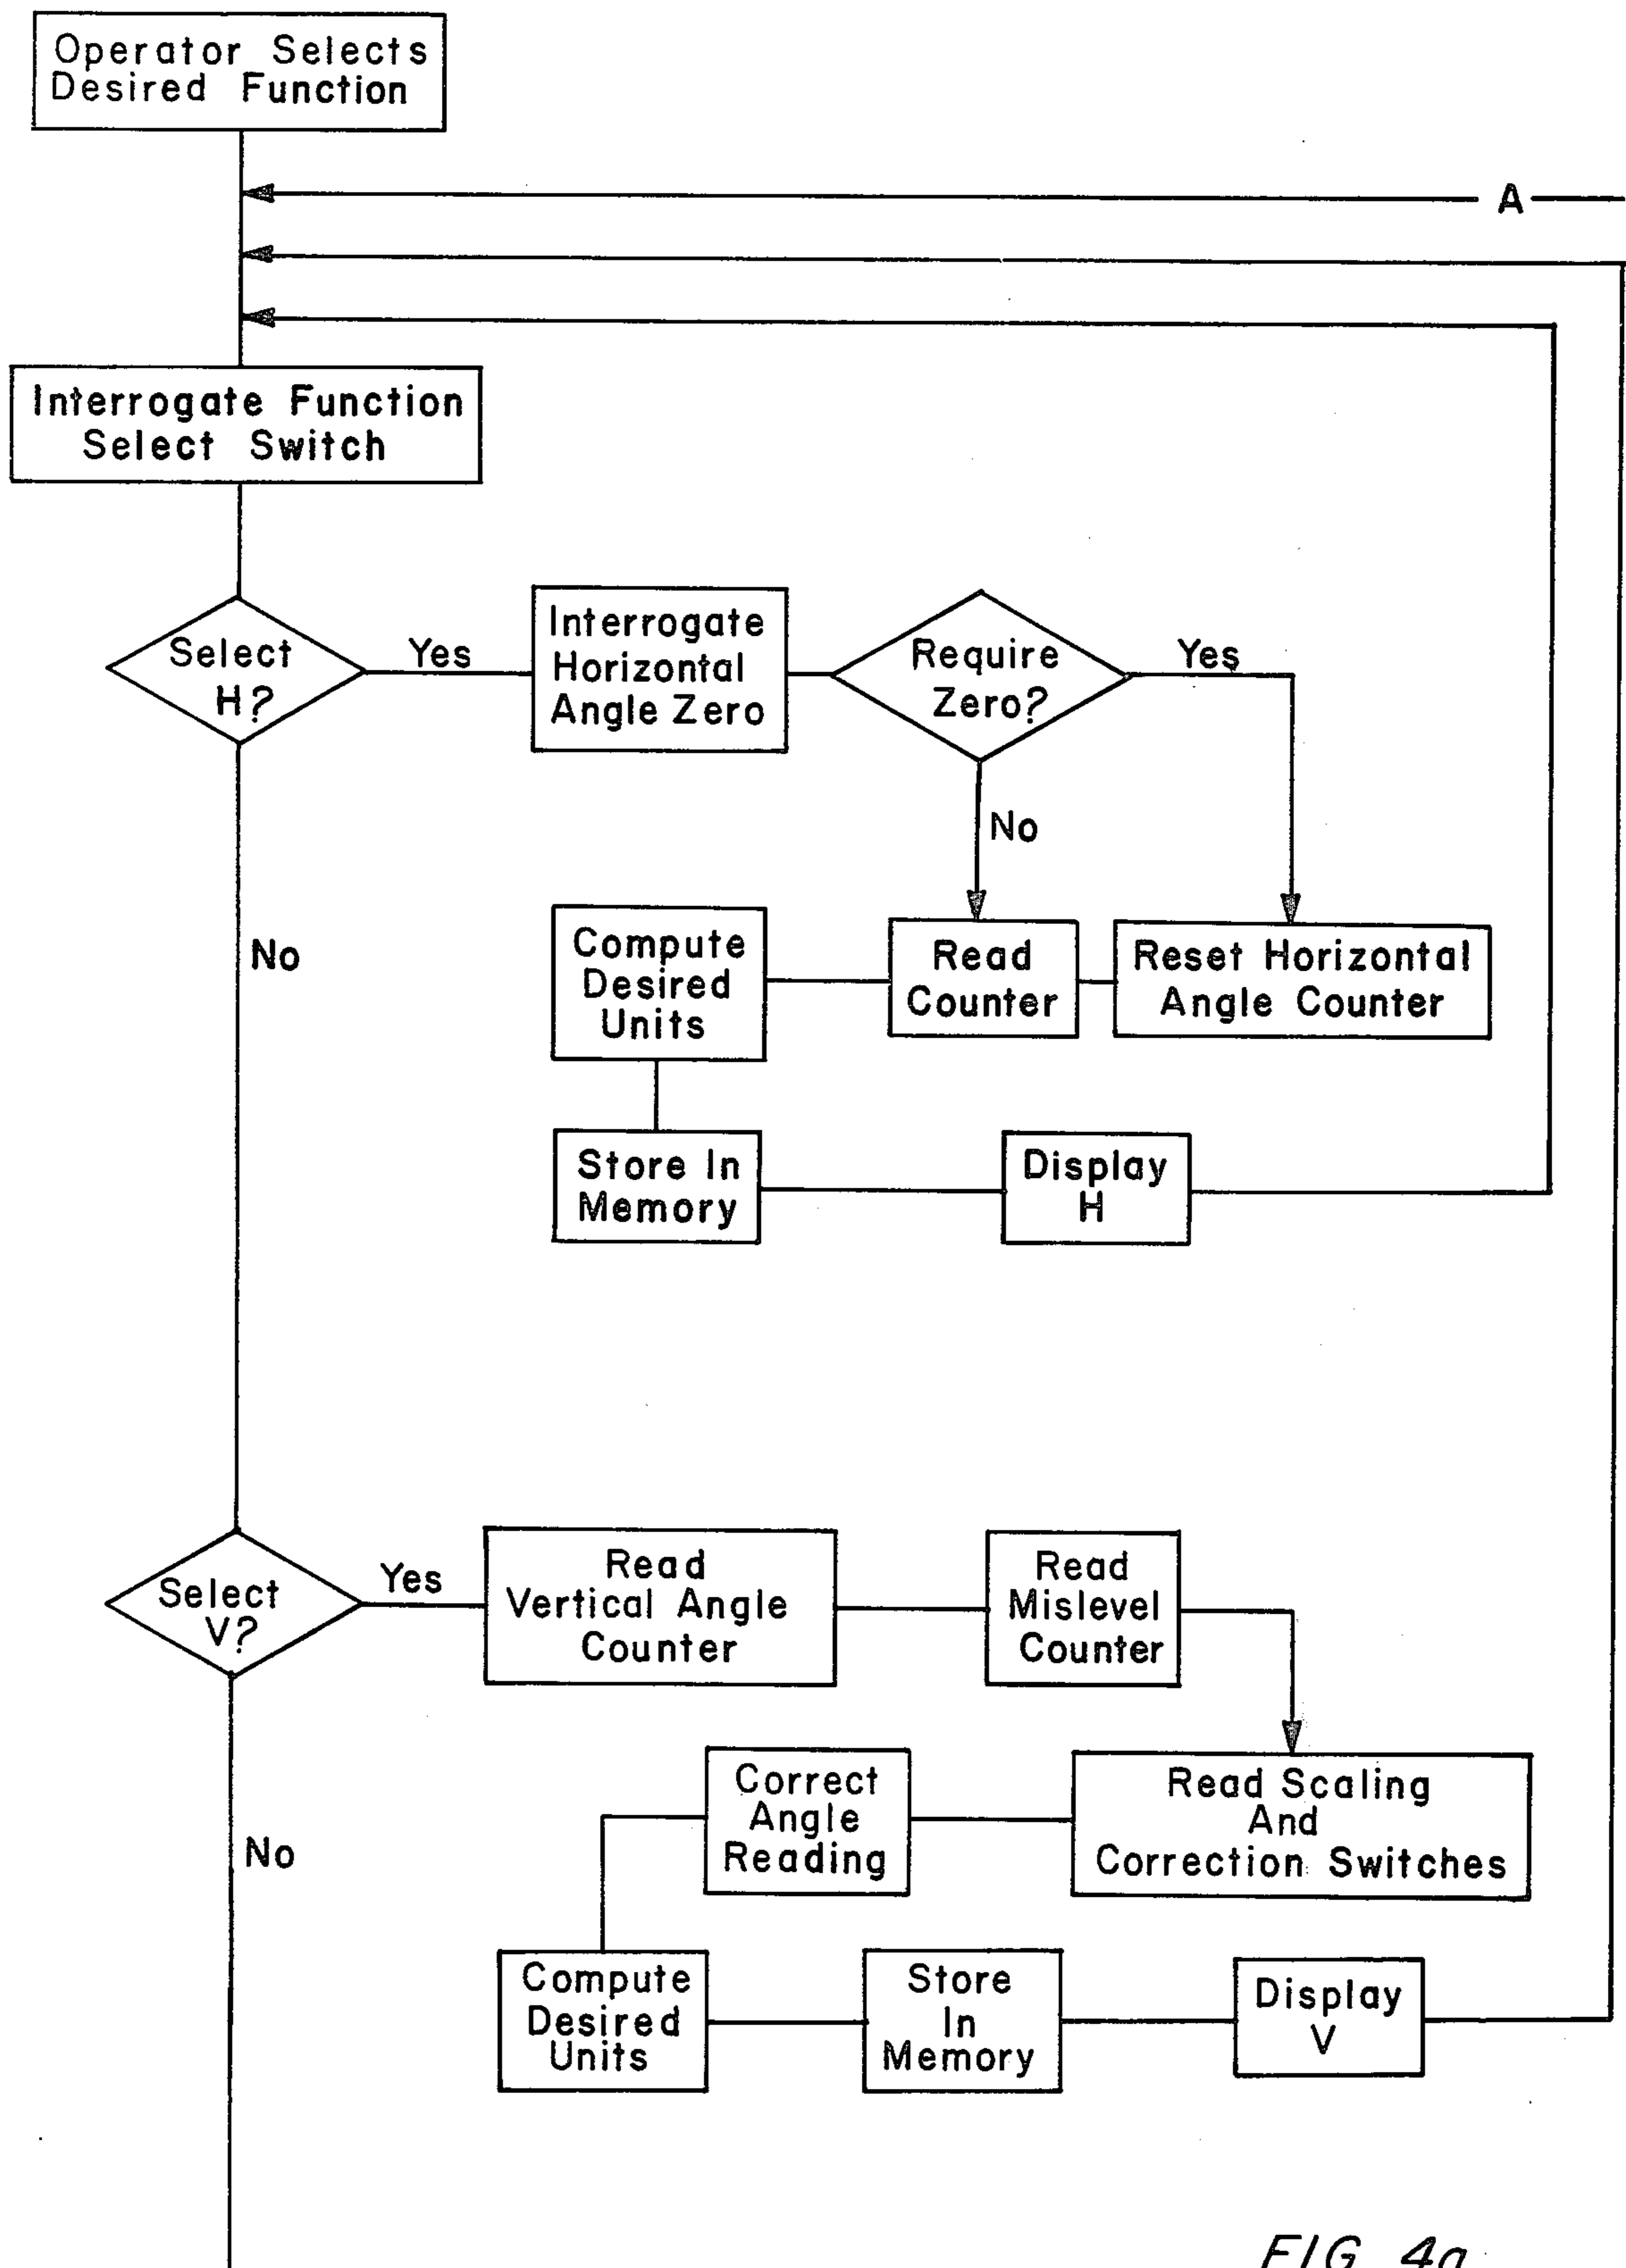 Operator Selects
Desired Function
A
Interrogate Function
Select Switch
Select
H?
Yes
Interrogate
Horizontal
Angle Zero
Require
Zero?
Yes
No
No
Compute
Desired
Units
Read
Counter
Reset Horizontal
Angle Counter
Store In
Memory
Display
H
Select
V?
Yes
Read
Vertical Angle
Counter
Read
Mislevel
Counter
No
Correct
Angle
Reading
Read Scaling
And
Correction Switches
Compute
Desired
Units
Store
In
Memory
Display
V
FIG 4a